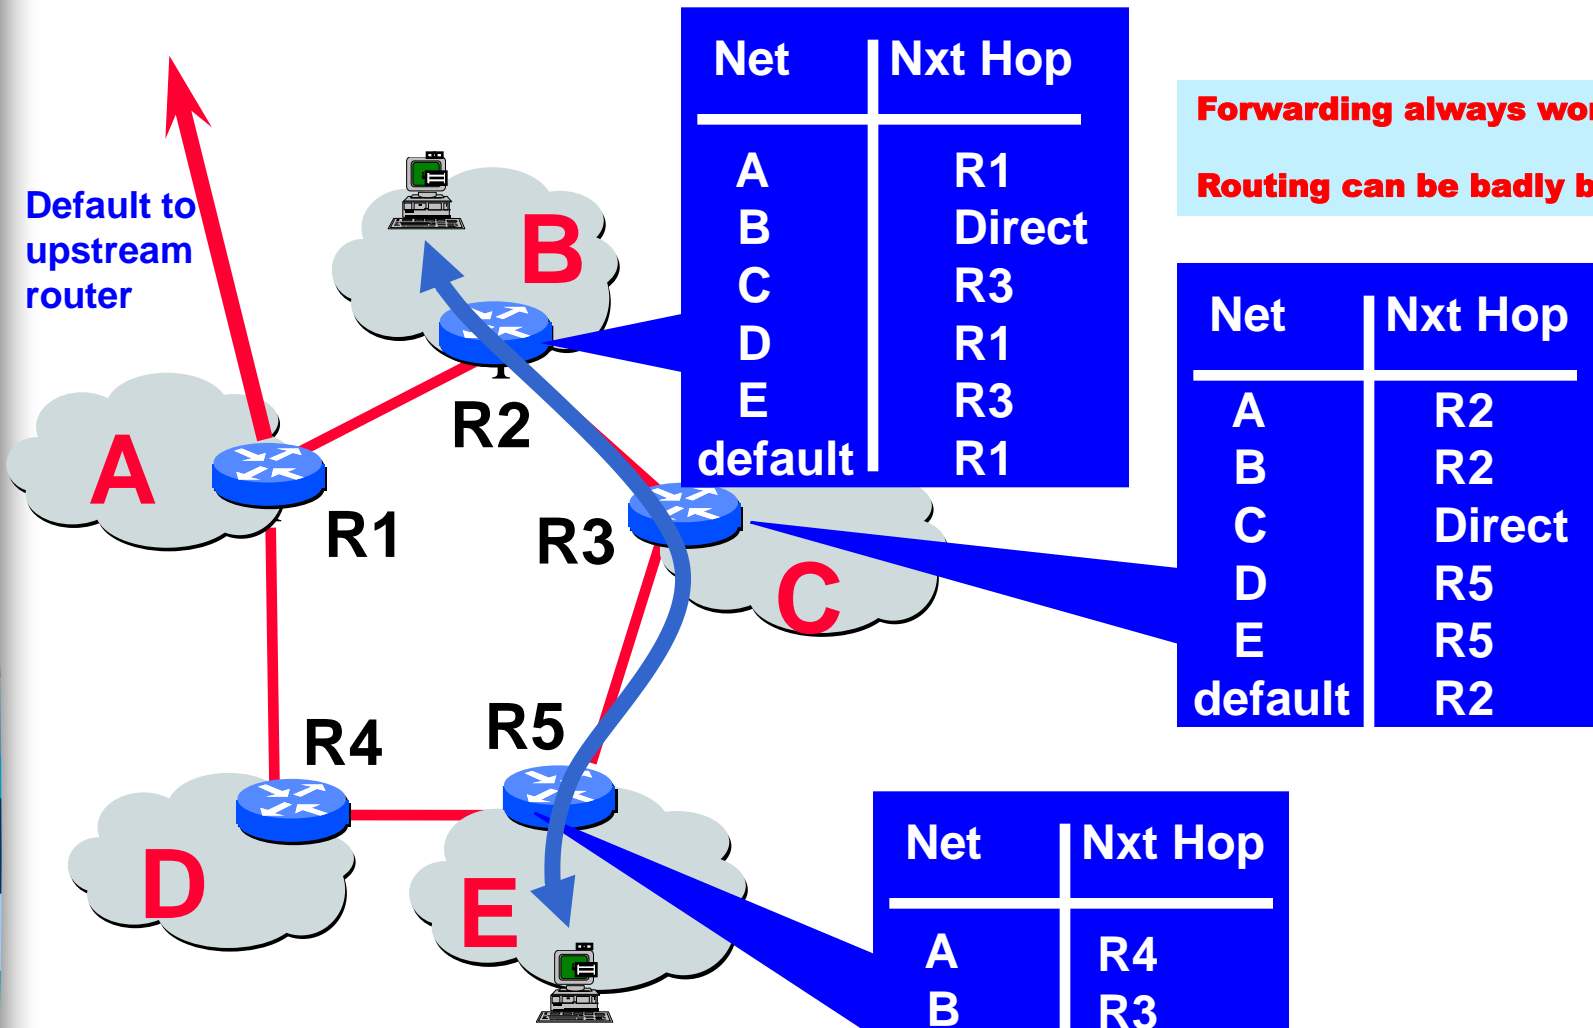 Net Nxt Hop
A R1
B Direct
C R3
D R1
E R3
default R1
Forwarding always
Routing can be badly
Default to
upstream
router
B
R2
A
R1
R3
C
Net Nxt Hop
A R2
B R2
C Direct
D R5
E R5
default R2
R4
R5
D
E
Net Nxt Hop
A R4
B R3